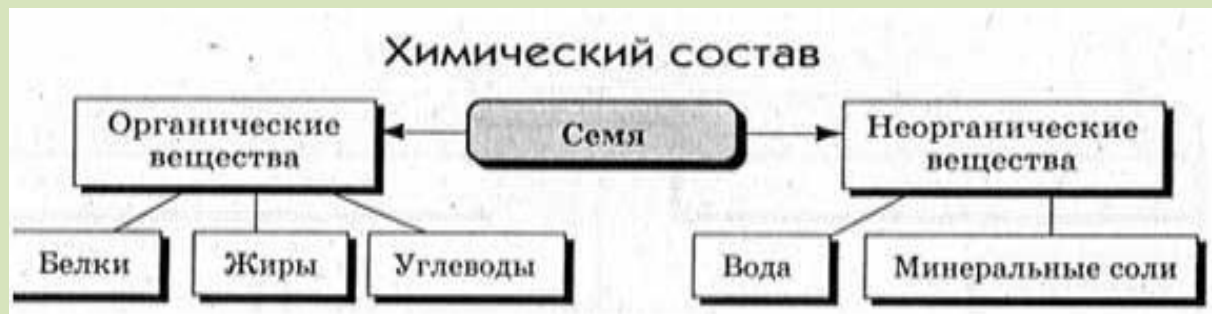 Химический состав
Органические
вещества
Семя
Неорганические
вещества
Белки
Жиры
Углеводы
Вода
Минеральные соли